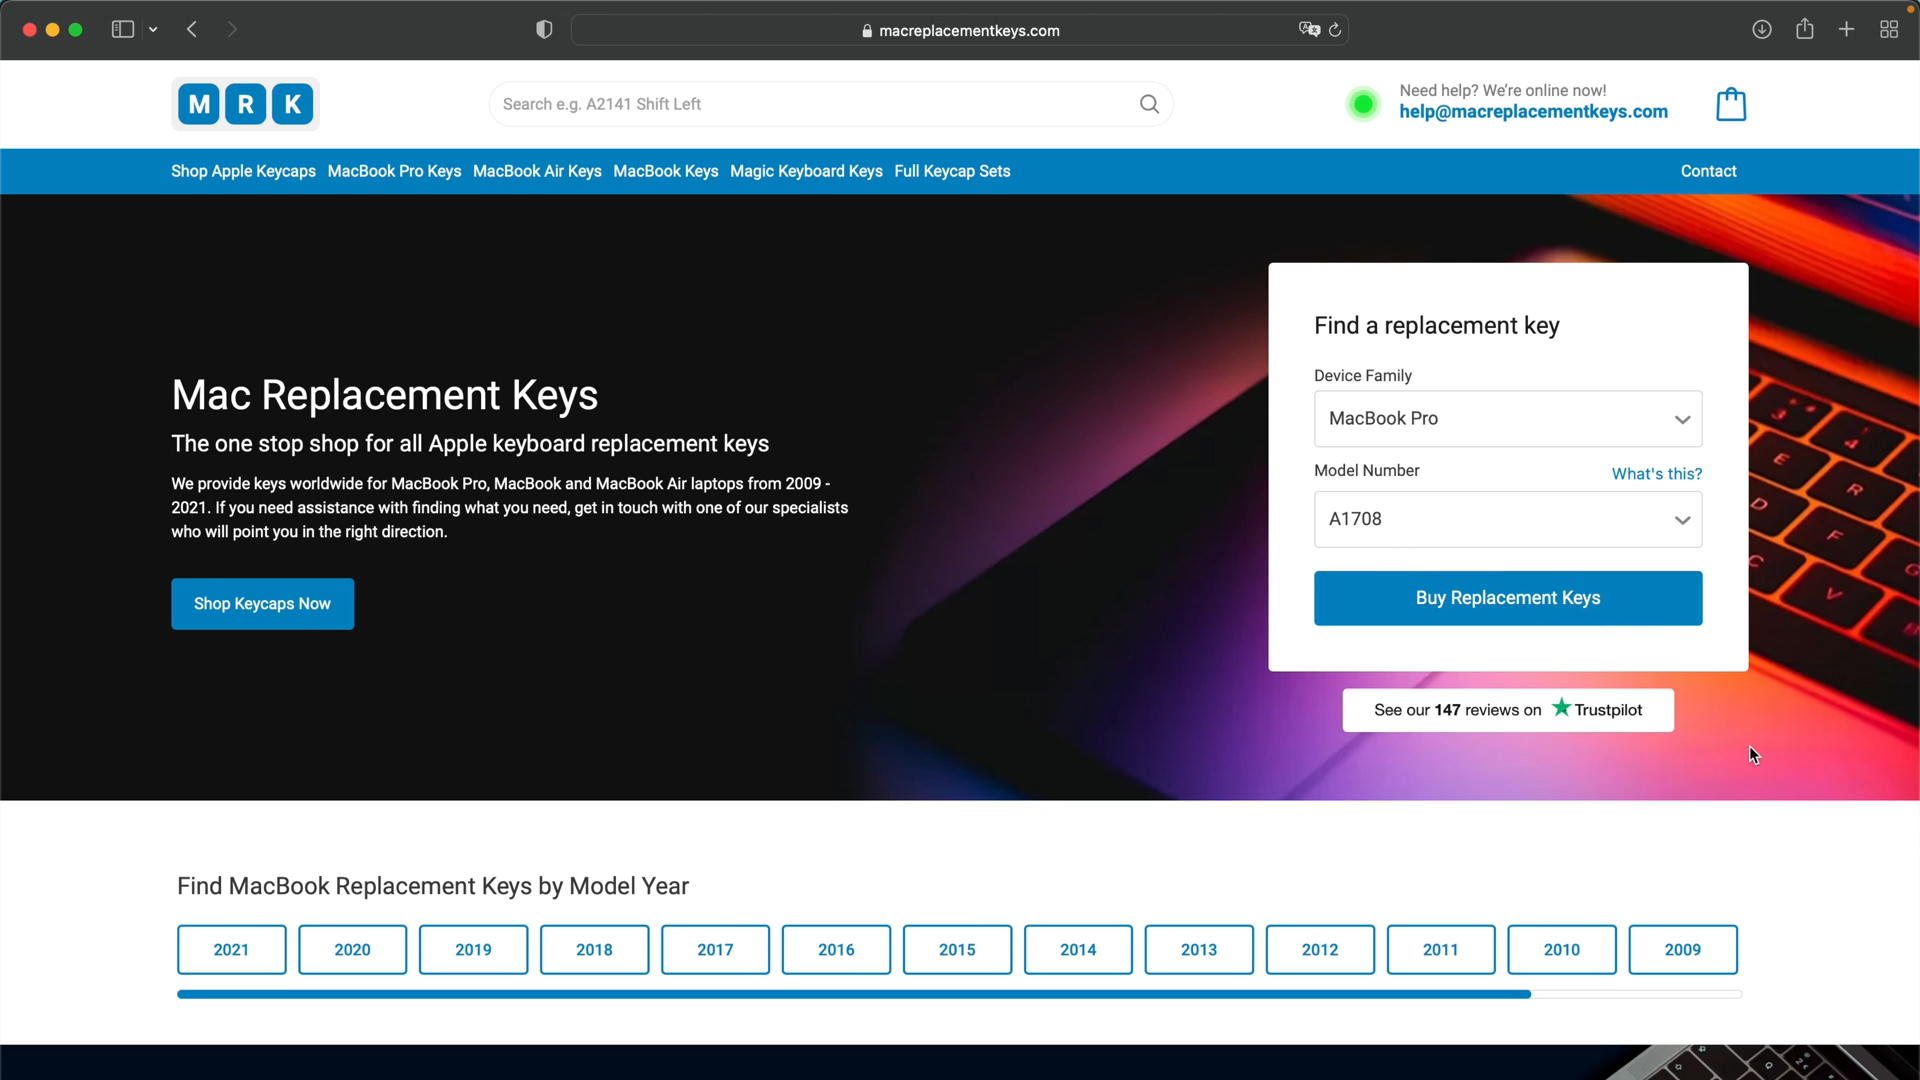 macreplacementkeys.com
M R K
Search e.g. A2141 Shift Left
Need help? We're online now!
help@macreplacementkeys.com
Shop Apple Keycaps MacBook Pro Keys MacBook Air Keys MacBook Keys Magic Keyboard Keys Full Keycap Sets Contact
Mac Replacement Keys
The one stop shop for all Apple keyboard replacement keys
We provide keys worldwide for MacBook Pro, MacBook and MacBook Air laptops from 2009 -
2021. If you need assistance with finding what you need, get in touch with one of our specialists
who will point you in the right direction.
Shop Keycaps Now
Find a replacement key
Device Family
MacBook Pro
Model Number What's this?
A1708
Buy Replacement Keys
See our 147 reviews on Trustpilot
3 4
E R
D F G
C V B
Find MacBook Replacement Keys by Model Year
2021 2020 2019 2018 2017 2016 2015 2014 2013 2012 2011 2010 2009